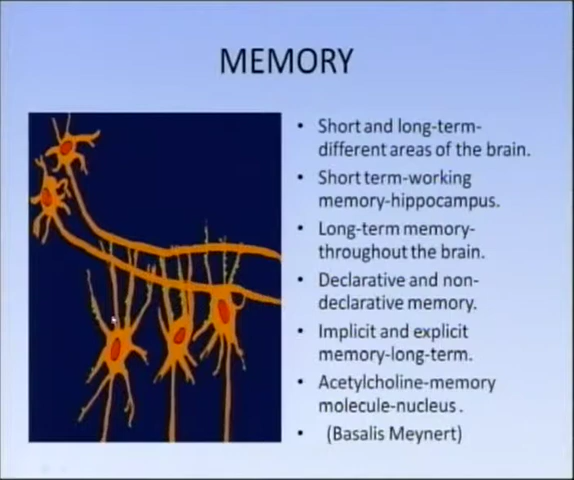 MEMORY
• Short and long-term-
different areas of the brain.
• Short term-working
memory-hippocampus.
• Long-term memory-
throughout the brain.
• Declarative and non-
declarative memory.
• Implicit and explicit
memory-long-term.
• Acetylcholine-memory
molecule-nucleus .
• (Basalis Meynert)